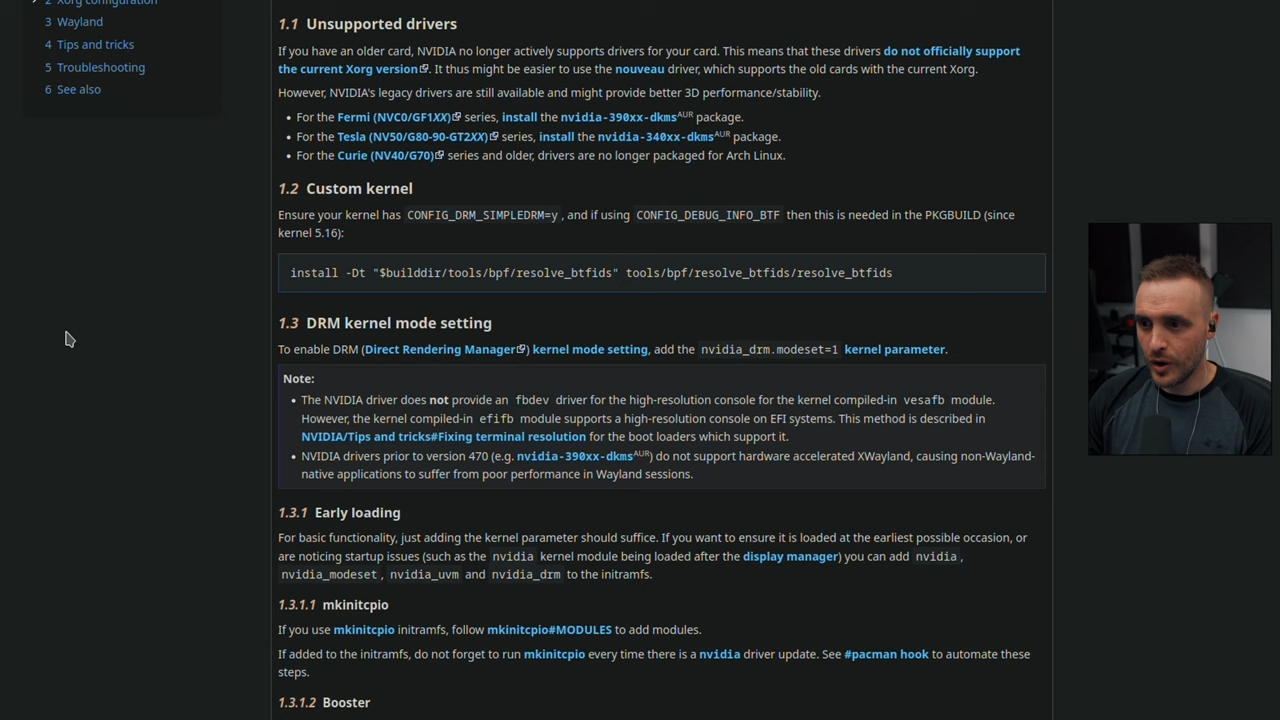 2 Xorg configuration
3 Wayland
4 Tips and tricks
5 Troubleshooting
6 See also
1.1 Unsupported drivers
If you have an older card, NVIDIA no longer actively supports drivers for your card. This means that these drivers do not officially support
the current Xorg version. It thus might be easier to use the nouveau driver, which supports the old cards with the current Xorg.
However, NVIDIA's legacy drivers are still available and might provide better 3D performance/stability.
• For the Fermi (NVC0/GF1XX) series, install the nvidia-390xx-dkms AUR package.
• For the Tesla (NV50/G80-90-GT2XX) series, install the nvidia-340xx-dkms AUR package.
• For the Curie (NV40/G70) series and older, drivers are no longer packaged for Arch Linux.
1.2 Custom kernel
Ensure your kernel has CONFIG_DRM_SIMPLEDRM=y, and if using CONFIG_DEBUG_INFO_BTF then this is needed in the PKGBUILD (since
kernel 5.16):
install -Dt "$builddir/tools/bpf/resolve_btfids" tools/bpf/resolve_btfids/resolve_btfids
1.3 DRM kernel mode setting
To enable DRM (Direct Rendering Manager) kernel mode setting, add the nvidia_drm.modeset=1 kernel parameter.
Note:
• The NVIDIA driver does not provide an fbdev driver for the high-resolution console for the kernel compiled-in vesafb module.
However, the kernel compiled-in efifb module supports a high-resolution console on EFI systems. This method is described in
NVIDIA/Tips and tricks#Fixing terminal resolution for the boot loaders which support it.
• NVIDIA drivers prior to version 470 (e.g. nvidia-390xx-dkms AUR) do not support hardware accelerated XWayland, causing non-Wayland-
native applications to suffer from poor performance in Wayland sessions.
1.3.1 Early loading
For basic functionality, just adding the kernel parameter should suffice. If you want to ensure it is loaded at the earliest possible occasion, or
are noticing startup issues (such as the nvidia kernel module being loaded after the display manager) you can add nvidia,
nvidia_modeset, nvidia_uvm and nvidia_drm to the initramfs.
1.3.1.1 mkinitcpio
If you use mkinitcpio initramfs, follow mkinitcpio#MODULES to add modules.
If added to the initramfs, do not forget to run mkinitcpio every time there is a nvidia driver update. See #pacman hook to automate these
steps.
1.3.1.2 Booster